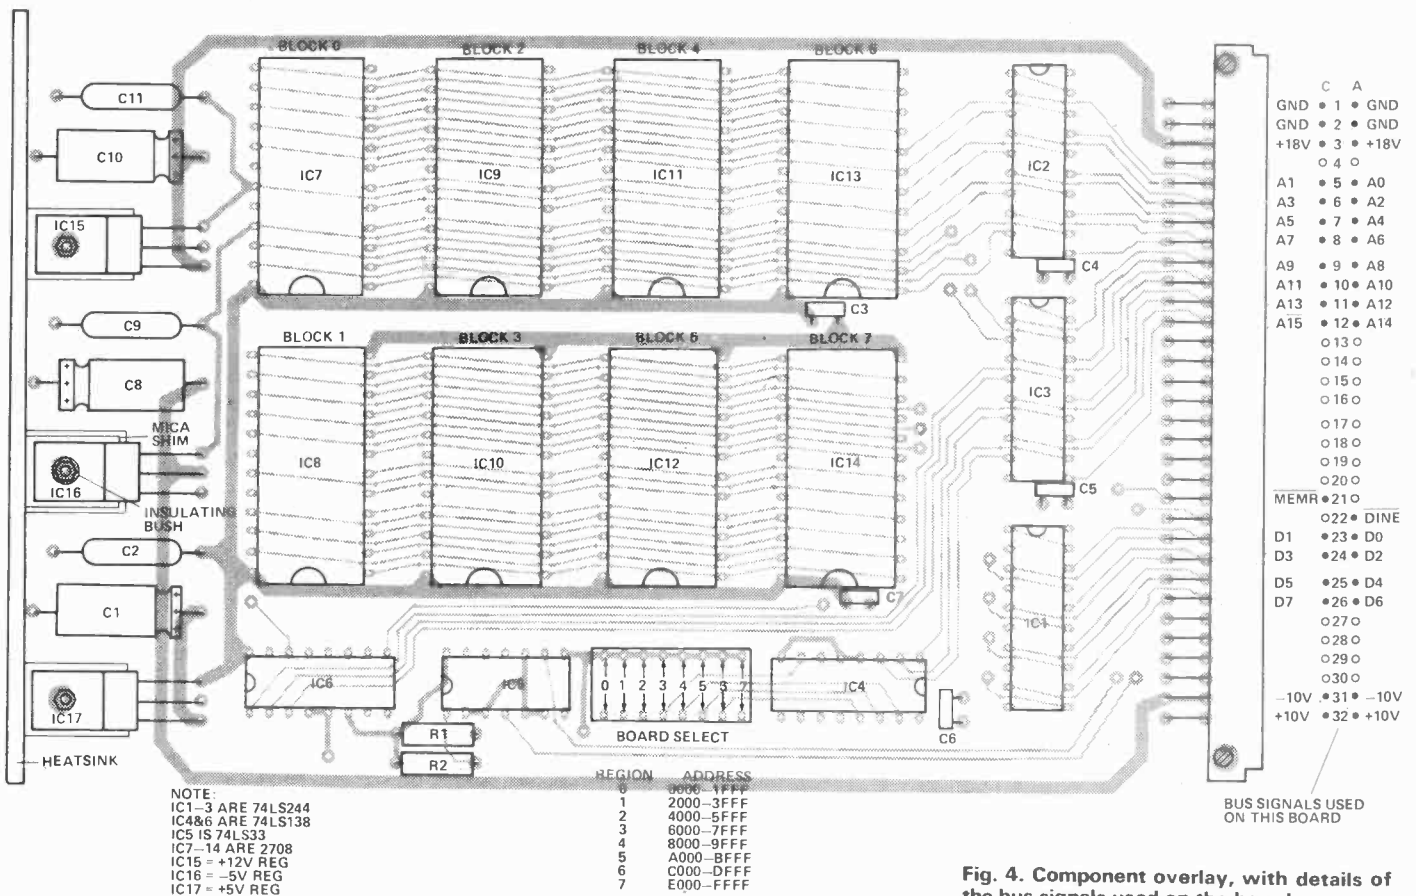 BLOCK 0
BLOCK 2
BLOCK 4
BLOCK 6
C11
C10
IC15
IC7
IC9
IC11
IC13
IC2
C4
C3
C9
C8
MICA
SHIM
IC16
INSULATING
BUSH
BLOCK 1
BLOCK 3
BLOCK 5
BLOCK 7
IC8
IC10
IC12
IC14
IC3
C5
C2
C1
C7
IC1
IC17
HEATSINK
IC6
IC5
0 1 2 3 4 5 6 7
BOARD SELECT
IC4
C6
R1
R2
C A
GND 1 GND
GND 2 GND
+18V 3 +18V
4
A1 5 A0
A3 6 A2
A5 7 A4
A7 8 A6
A9 9 A8
A11 10 A10
A13 11 A12
A15 12 A14
13
14
15
16
17
18
19
20
MEMR 21
22 DINE
D1 23 D0
D3 24 D2
D5 25 D4
D7 26 D6
27
28
29
30
-10V 31 -10V
+10V 32 +10V
BUS SIGNALS USED
ON THIS BOARD
NOTE:
IC1–3 ARE 74LS244
IC4&6 ARE 74LS138
IC5 IS 74LS33
IC7–14 ARE 2708
IC15 = +12V REG
IC16 = –5V REG
IC17 = +5V REG
REGION ADDRESS
0 0000–1FFF
1 2000–3FFF
2 4000–5FFF
3 6000–7FFF
4 8000–9FFF
5 A000–BFFF
6 C000–DFFF
7 E000–FFFF
Fig. 4. Component overlay, with details of
the bus signals used on the board